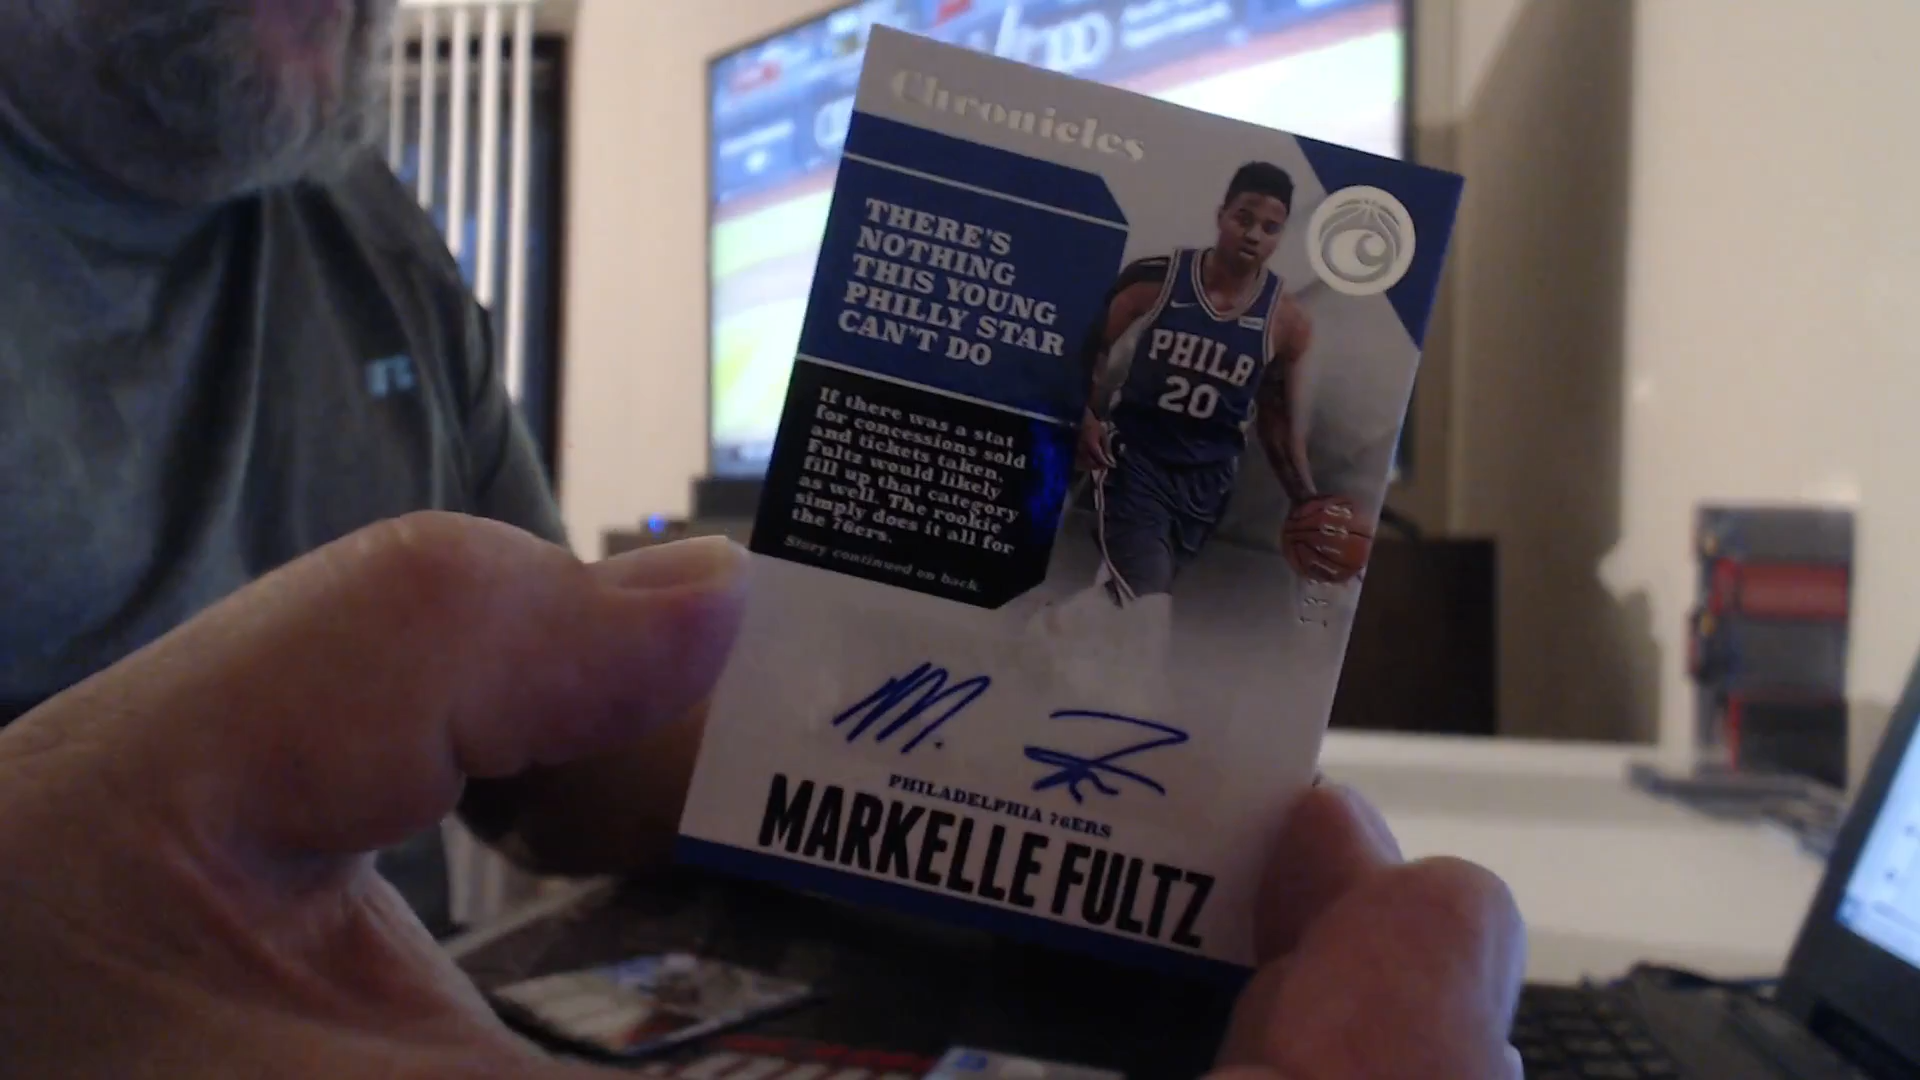 Chronicles
THERE'S
NOTHING
THIS YOUNG
PHILLY STAR
CAN'T DO
If there was a stat
for concessions sold
and tickets taken,
Fultz would likely
fill up that category
as well. The rookie
simply does it all for
the 76ers.
Story continued on back.
PHILA
20
M.
PHILADELPHIA 76ERS
MARKELLE FULTZ